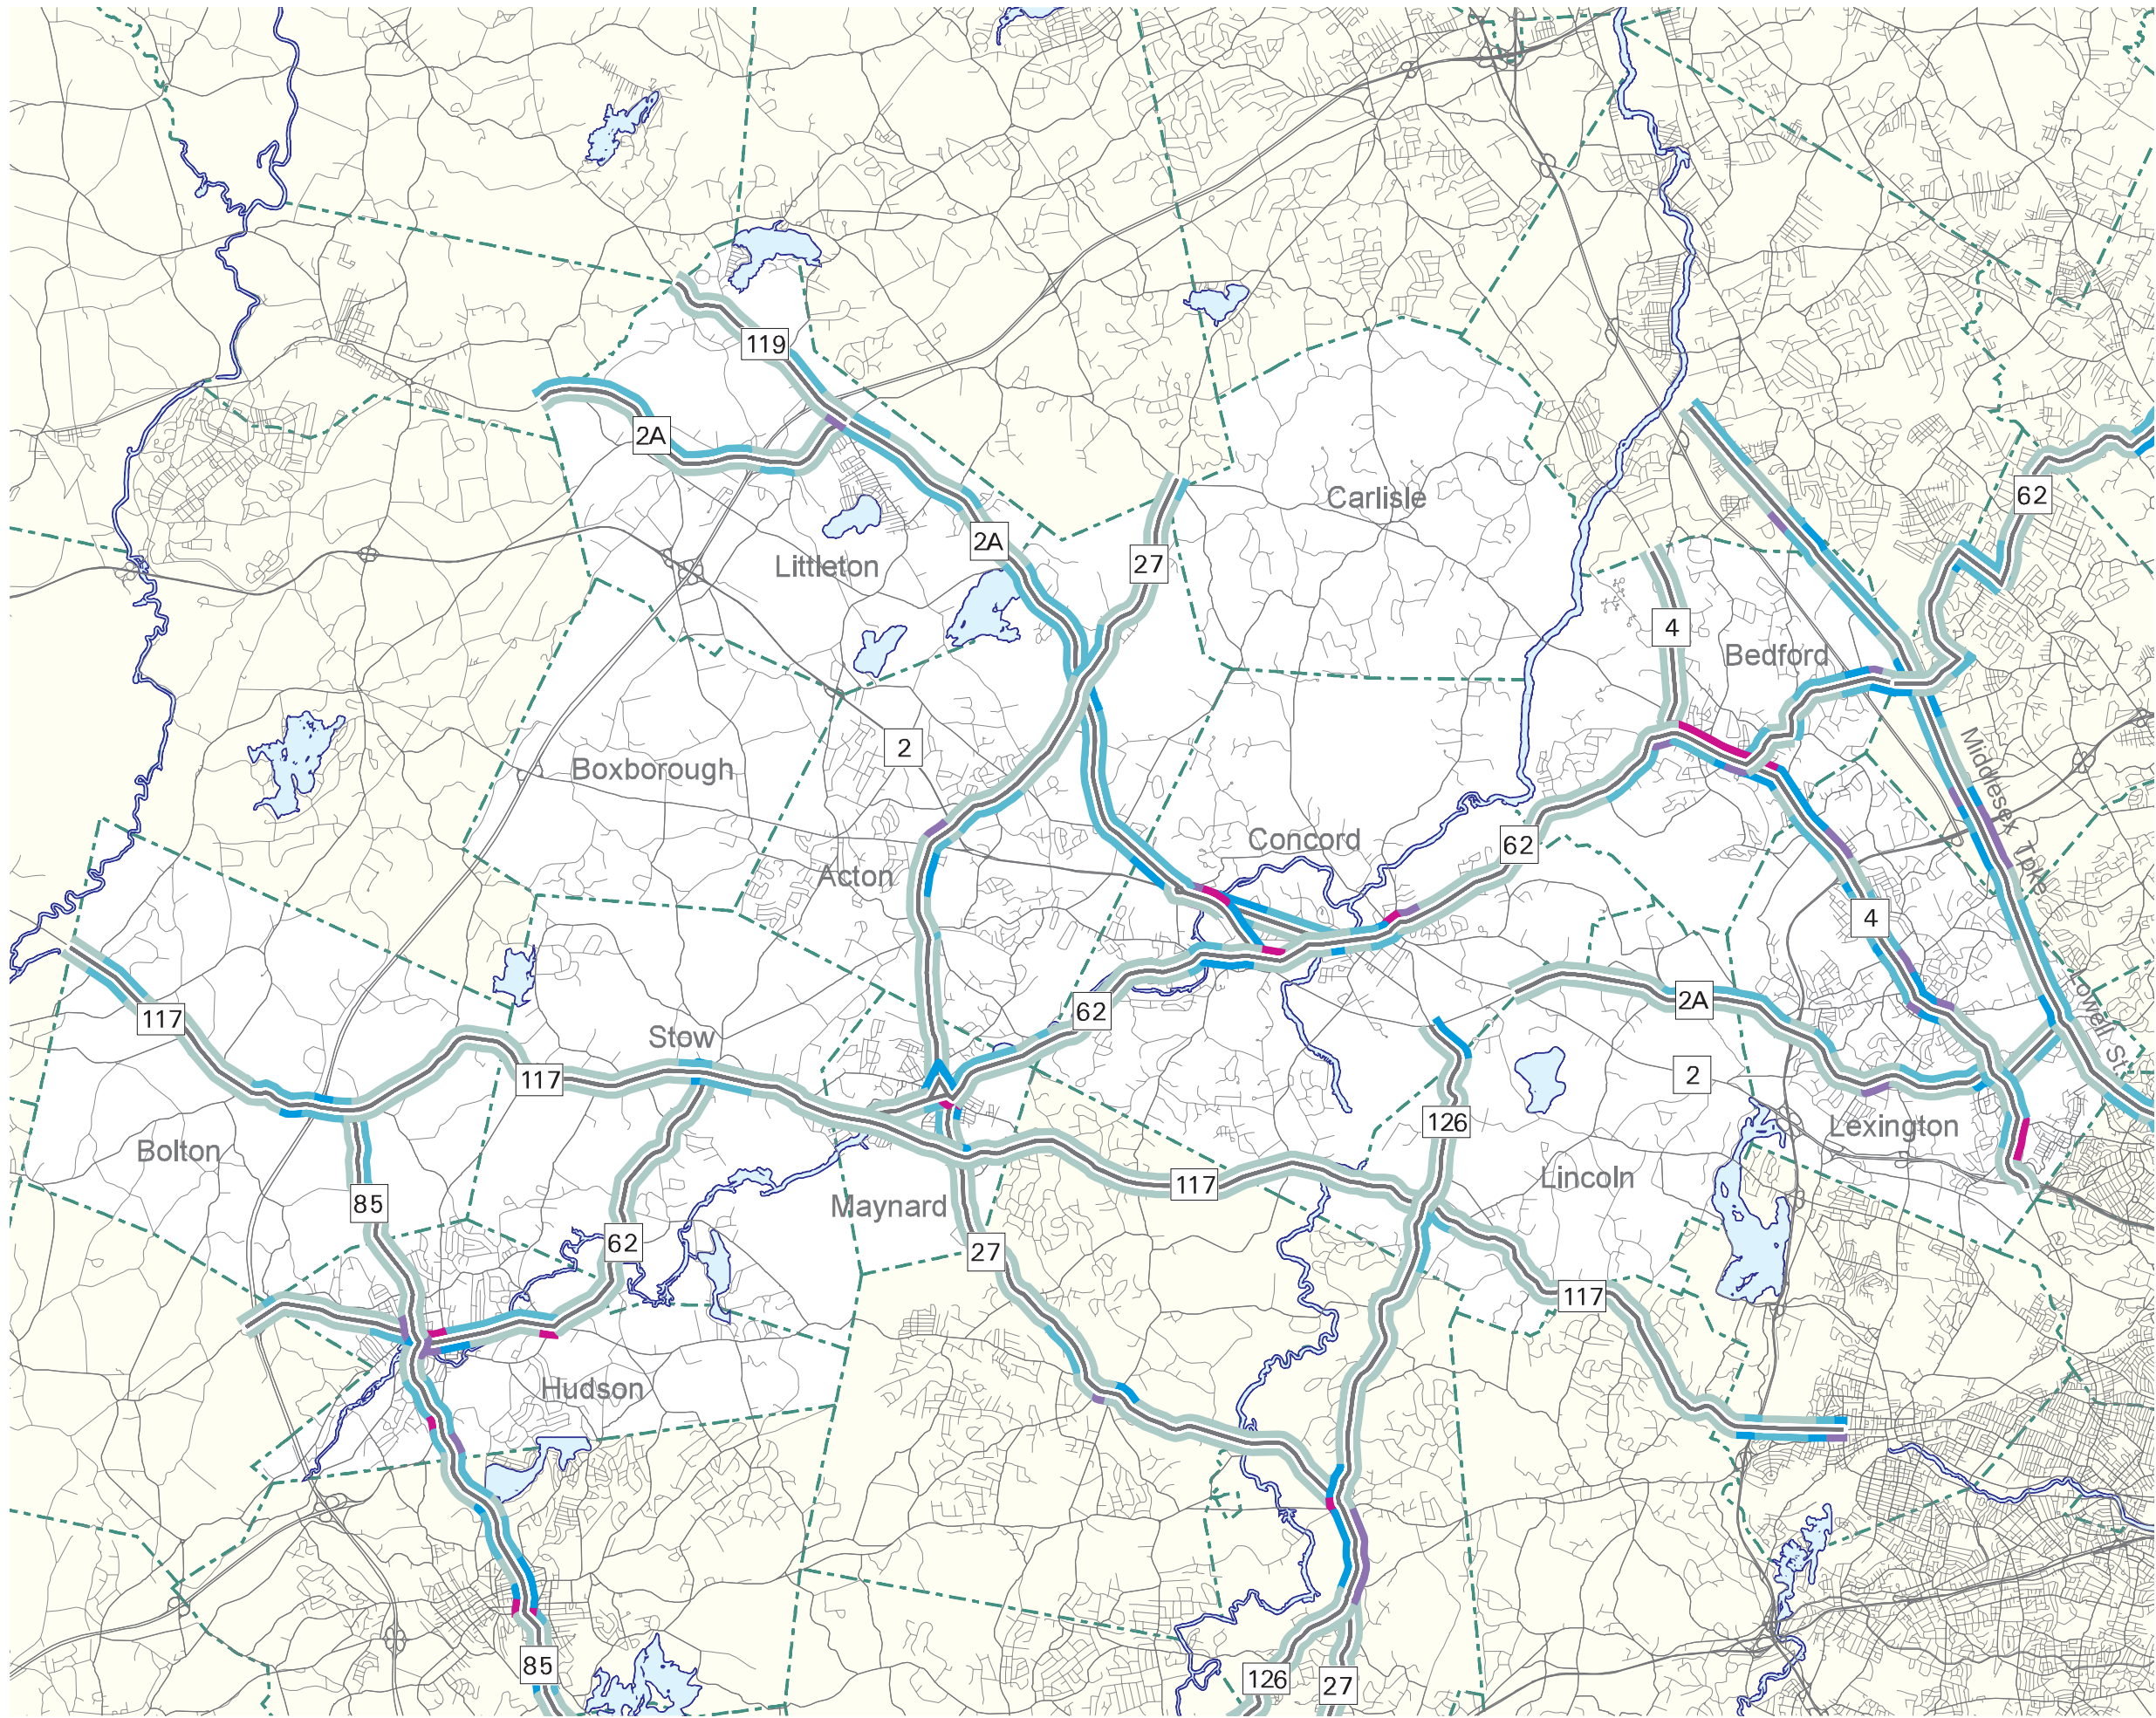 119
2A
62
Carlisle
2A
27
Littleton
4
Bedford
2
Middlesex Tpke
Boxborough
Concord
62
Acton
4
2A
62
117
Lowell St.
Stow
2
117
126
Lexington
Bolton
Lincoln
117
85
Maynard
62
27
117
Hudson
85
126
27